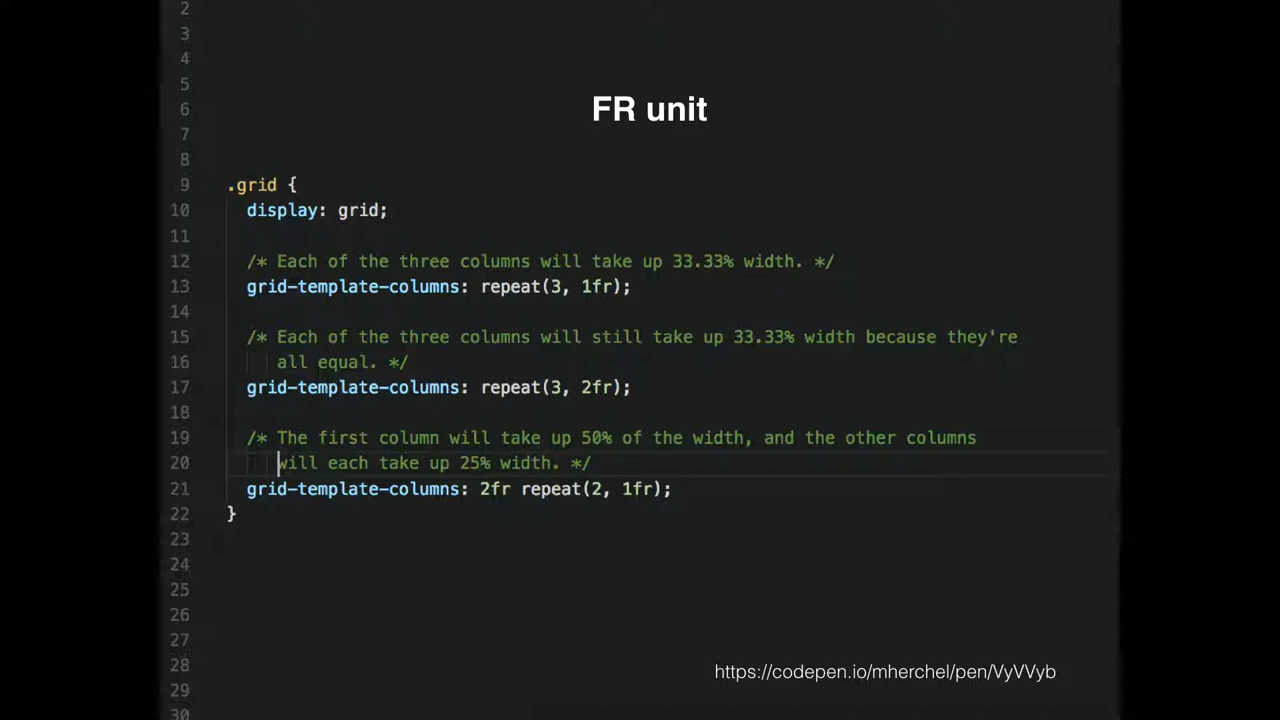 2
3
4
5
6
FR unit
7
8
9 .grid {
10 display: grid;
11
12 /* Each of the three columns will take up 33.33% width. */
13 grid-template-columns: repeat(3, 1fr);
14
15 /* Each of the three columns will still take up 33.33% width because they're
16 all equal. */
17 grid-template-columns: repeat(3, 2fr);
18
19 /* The first column will take up 50% of the width, and the other columns
20 will each take up 25% width. */
21 grid-template-columns: 2fr repeat(2, 1fr);
22 }
23
24
25
26
27
28
https://codepen.io/mherchel/pen/VyVVyb
29
30